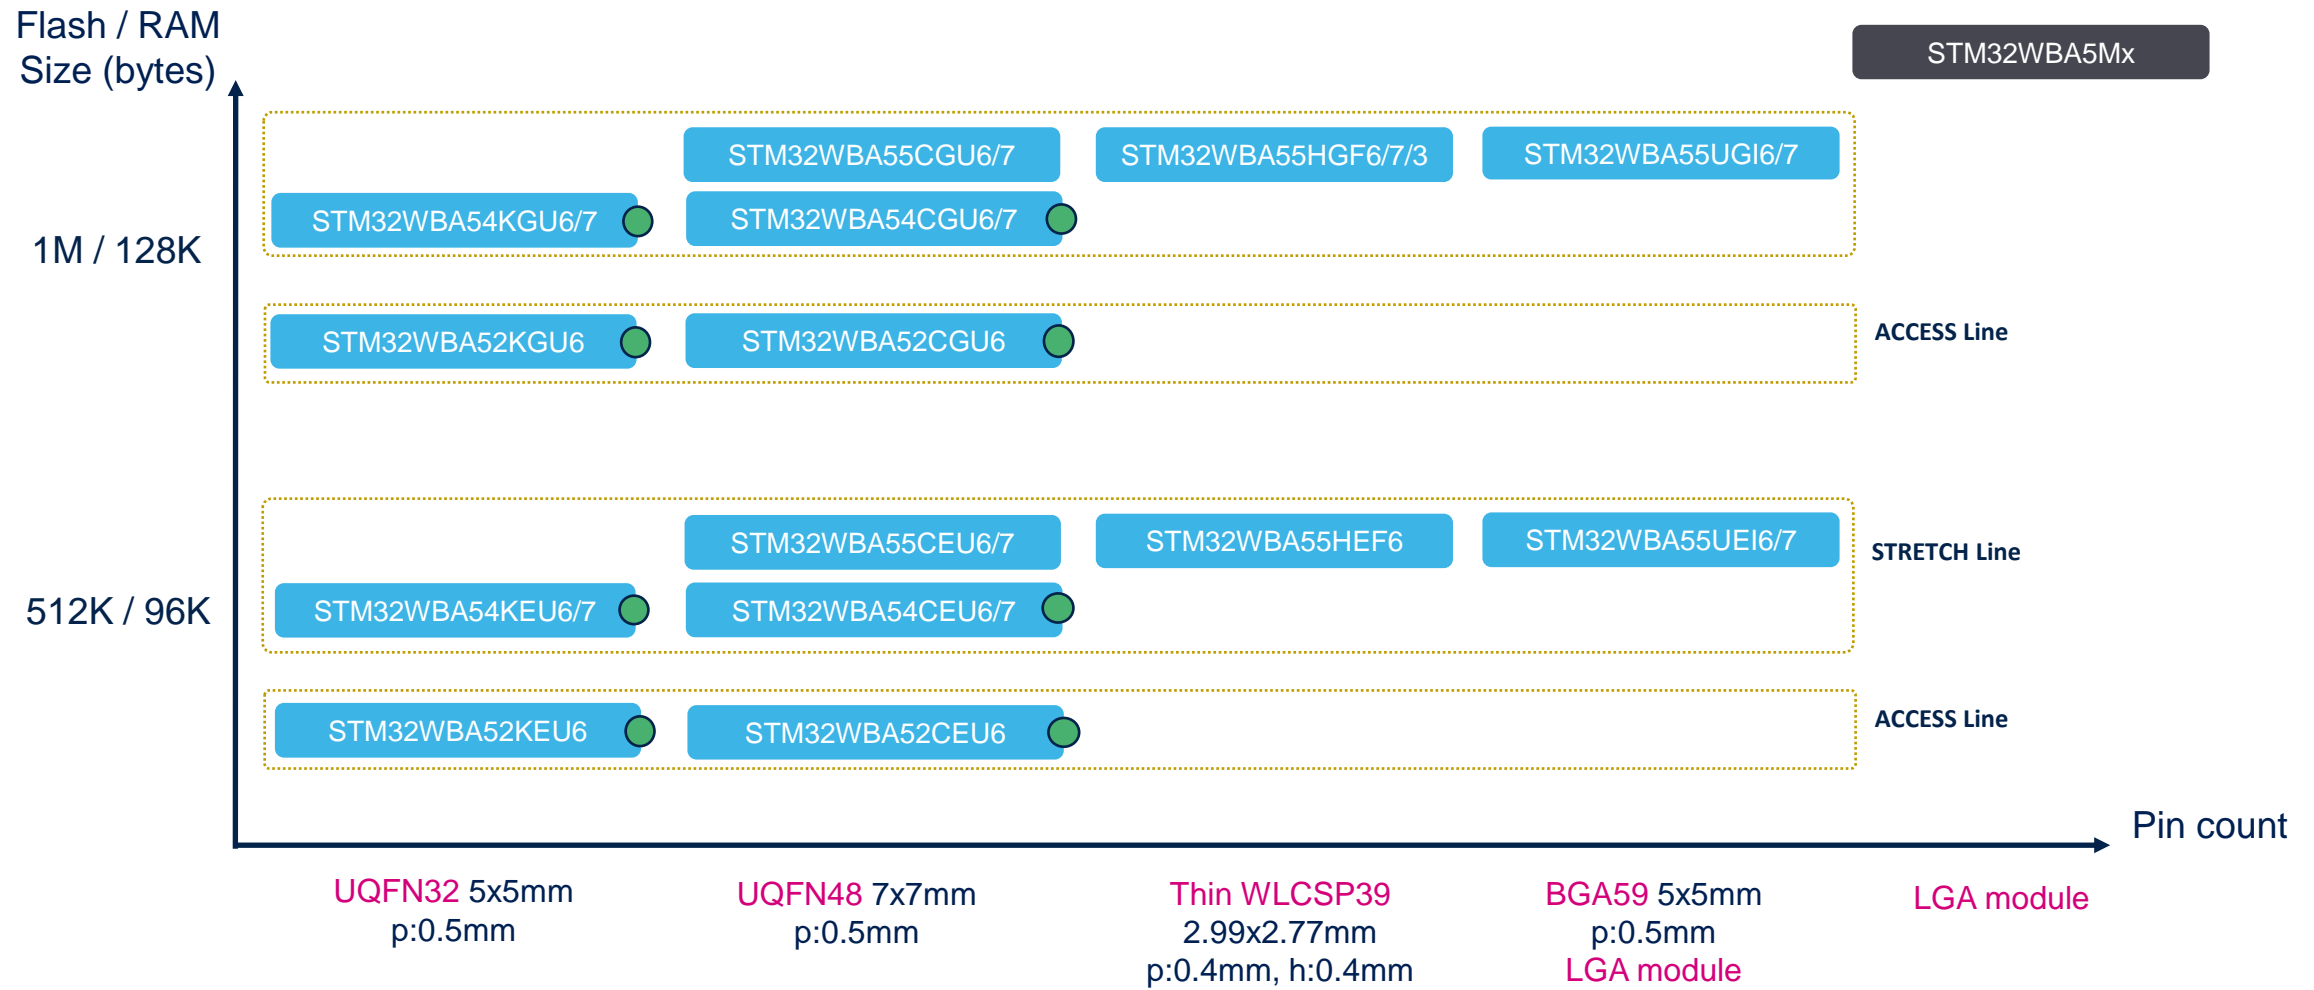 Flash / RAM
Size (bytes)
STM32WBA5Mx
STM32WBA55CGU6/7
STM32WBA55HGF6/7/3
STM32WBA55UGI6/7
STM32WBA54KGU6/7
STM32WBA54CGU6/7
1M / 128K
STM32WBA52KGU6
STM32WBA52CGU6
ACCESS Line
STM32WBA55CEU6/7
STM32WBA55HEF6
STM32WBA55UEI6/7
STRETCH Line
512K / 96K
STM32WBA54KEU6/7
STM32WBA54CEU6/7
STM32WBA52KEU6
STM32WBA52CEU6
ACCESS Line
Pin count
UQFN32 5x5mm
p:0.5mm
UQFN48 7x7mm
p:0.5mm
Thin WLCSP39
2.99x2.77mm
p:0.4mm, h:0.4mm
BGA59 5x5mm
p:0.5mm
LGA module
LGA module